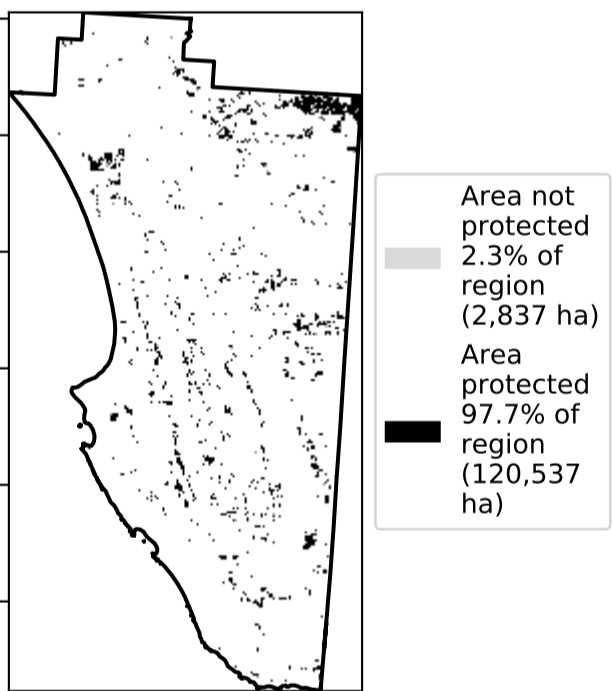 Area not
protected
2.3% of
region
(2,837 ha)
Area
protected
97.7% of
region
(120,537
ha)